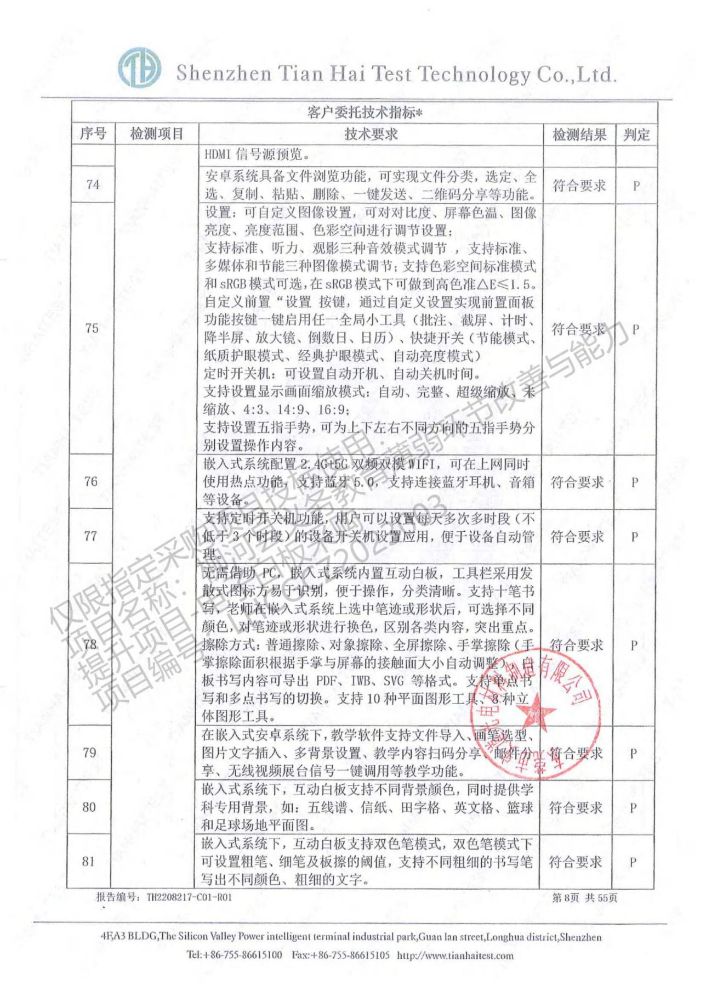 Shenzhen Tian Hai Test Technology Co.,Ltd.
客户委托技术指标*
序号 检测项目 技术要求 检测结果 判定
HDMI 信号源预览。
74 安卓系统具备文件浏览功能，可实现文件分类，选定、全
选、复制、粘贴、删除、一键发送、二维码分享等功能。 符合要求 P
75 设置：可自定义图像设置，可对对比度、屏幕色温、图像
亮度、亮度范围、色彩空间进行调节设置；
支持标准、听力、观影三种音效模式调节 ，支持标准、
多媒体和节能三种图像模式调节；支持色彩空间标准模式
和 sRGB 模式可选，在 sRGB 模式下可做到高色准△E≤1.5。
自定义前置“设置 按键，通过自定义设置实现前置面板
功能按键一键启用任一全局小工具（批注、截屏、计时、
降半屏、放大镜、倒数日、日历）、快捷开关（节能模式、
纸质护眼模式、经典护眼模式、自动亮度模式）
定时开关机：可设置自动开机、自动关机时间。
支持设置显示画面缩放模式：自动、完整、超级缩放、未
缩放、4:3、14:9、16:9；
支持设置五指手势，可为上下左右不同方向的五指手势分
别设置操作内容。 符合要求 P
76 嵌入式系统配置 2.4G+5G 双频双模 WIFI，可在上网同时
使用热点功能，支持蓝牙 5.0，支持连接蓝牙耳机、音箱
等设备。 符合要求 P
77 支持定时开关机功能，用户可以设置每天多次多时段（不
低于 3 个时段）的设备开关机设置应用，便于设备自动管
理。 符合要求 P
78 无需借助 PC，嵌入式系统内置互动白板，工具栏采用发
散式图标方易于识别，便于操作，分类清晰。支持十笔书
写，老师在嵌入式系统上选中笔迹或形状后，可选择不同
颜色，对笔迹或形状进行换色，区别各类内容，突出重点。
擦除方式：普通擦除、对象擦除、全屏擦除、手掌擦除（手
掌擦除面积根据手掌与屏幕的接触面大小自动调整），白
板书写内容可导出 PDF、IWB、SVG 等格式。支持单点书
写和多点书写的切换。支持 10 种平面图形工具、8 种立
体图形工具。 符合要求 P
79 在嵌入式安卓系统下，教学软件支持文件导入、画笔选型、
图片文字插入、多背景设置、教学内容扫码分享、邮件分
享、无线视频展台信号一键调用等教学功能。 符合要求 P
80 嵌入式系统下，互动白板支持不同背景颜色，同时提供学
科专用背景，如：五线谱、信纸、田字格、英文格、篮球
和足球场地平面图。 符合要求 P
81 嵌入式系统下，互动白板支持双色笔模式，双色笔模式下
可设置粗笔、细笔及板擦的阈值，支持不同粗细的书写笔
写出不同颜色、粗细的文字。 符合要求 P
仅限指定采购项目投标使用：
项目名称：柳河县义务教育薄弱环节改善与能力
提升项目-电子白板采购
项目编号：LHCGCZ2023003
报告编号：TH2208217-C01-R01 第 8页 共 55页
4F,A3 BLDG,The Silicon Valley Power intelligent terminal industrial park,Guan lan street,Longhua district,Shenzhen
Tel:+86-755-86615100 Fax:+86-755-86615105 http://www.tianhaitest.com